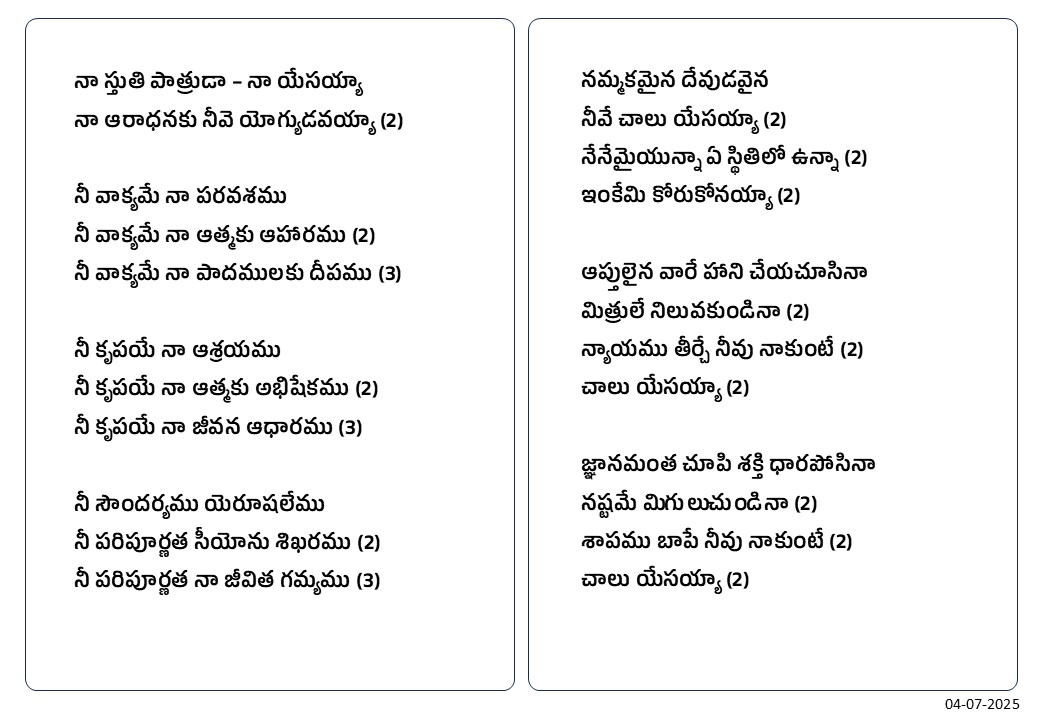 నా స్తుతి పాత్రుడా – నా యేసయ్యా
నా ఆరాధనకు నీవె యోగ్యుడవయ్యా (2)
నీ వాక్యమే నా పరవశము
నీ వాక్యమే నా ఆత్మకు ఆహారము (2)
నీ వాక్యమే నా పాదములకు దీపము (3)
నీ కృపయే నా ఆశ్రయము
నీ కృపయే నా ఆత్మకు అభిషేకము (2)
నీ కృపయే నా జీవన ఆధారము (3)
నీ సౌందర్యము యెరూషలేము
నీ పరిపూర్ణత సీయోను శిఖరము (2)
నీ పరిపూర్ణత నా జీవిత గమ్యము (3)
నమ్మకమైన దేవుడవైన
నీవే చాలు యేసయ్యా (2)
నేనేమైయున్నా ఏ స్థితిలో ఉన్నా (2)
ఇంకేమి కోరుకోనయ్యా (2)
ఆప్తులైన వారే హాని చేయచూసినా
మిత్రులే నిలువకుండినా (2)
న్యాయము తీర్చే నీవు నాకుంటే (2)
చాలు యేసయ్యా (2)
జ్ఞానమంత చూపి శక్తి ధారపోసినా
నష్టమే మిగులుచుండినా (2)
శాపము బాపే నీవు నాకుంటే (2)
చాలు యేసయ్యా (2)
04-07-2025